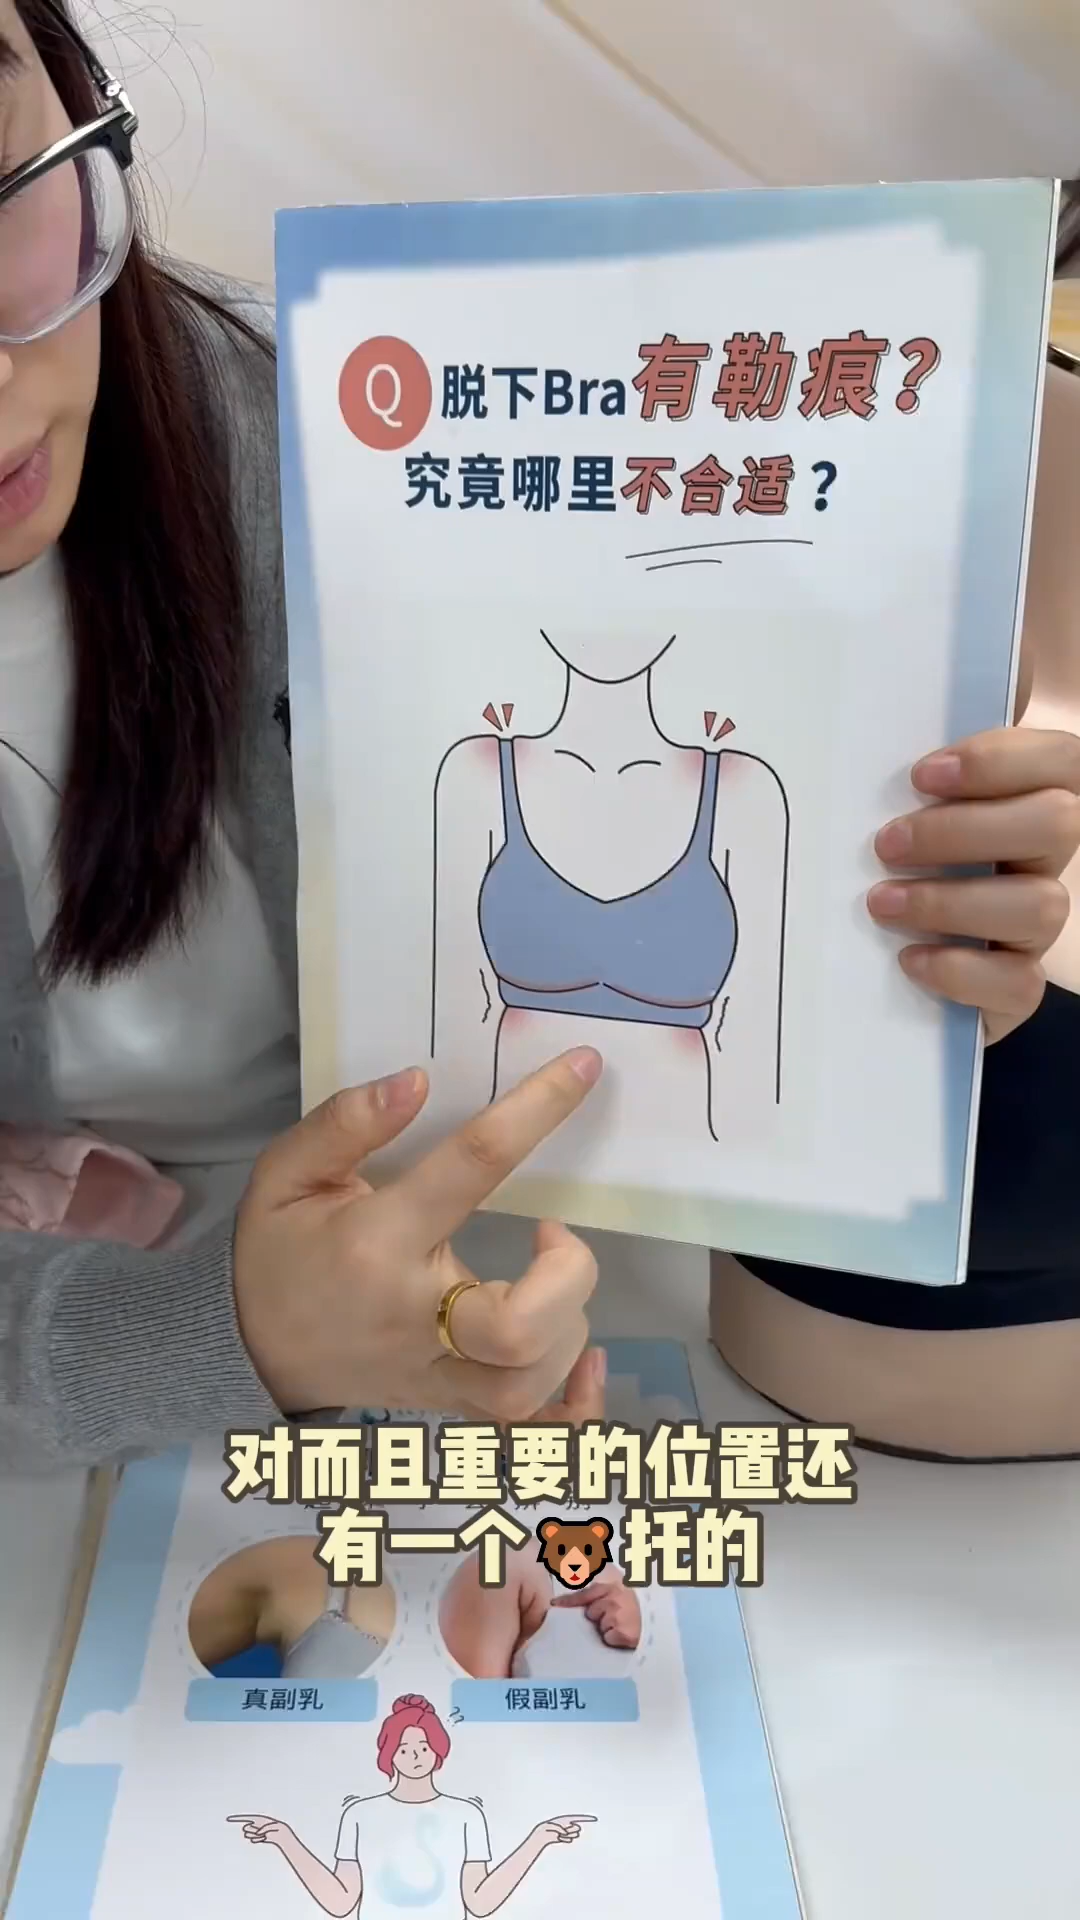 Q 脱下Bra有勒痕？
究竟哪里不合适？
对而且重要的位置还
有一个🐻托的
真副乳
假副乳
??